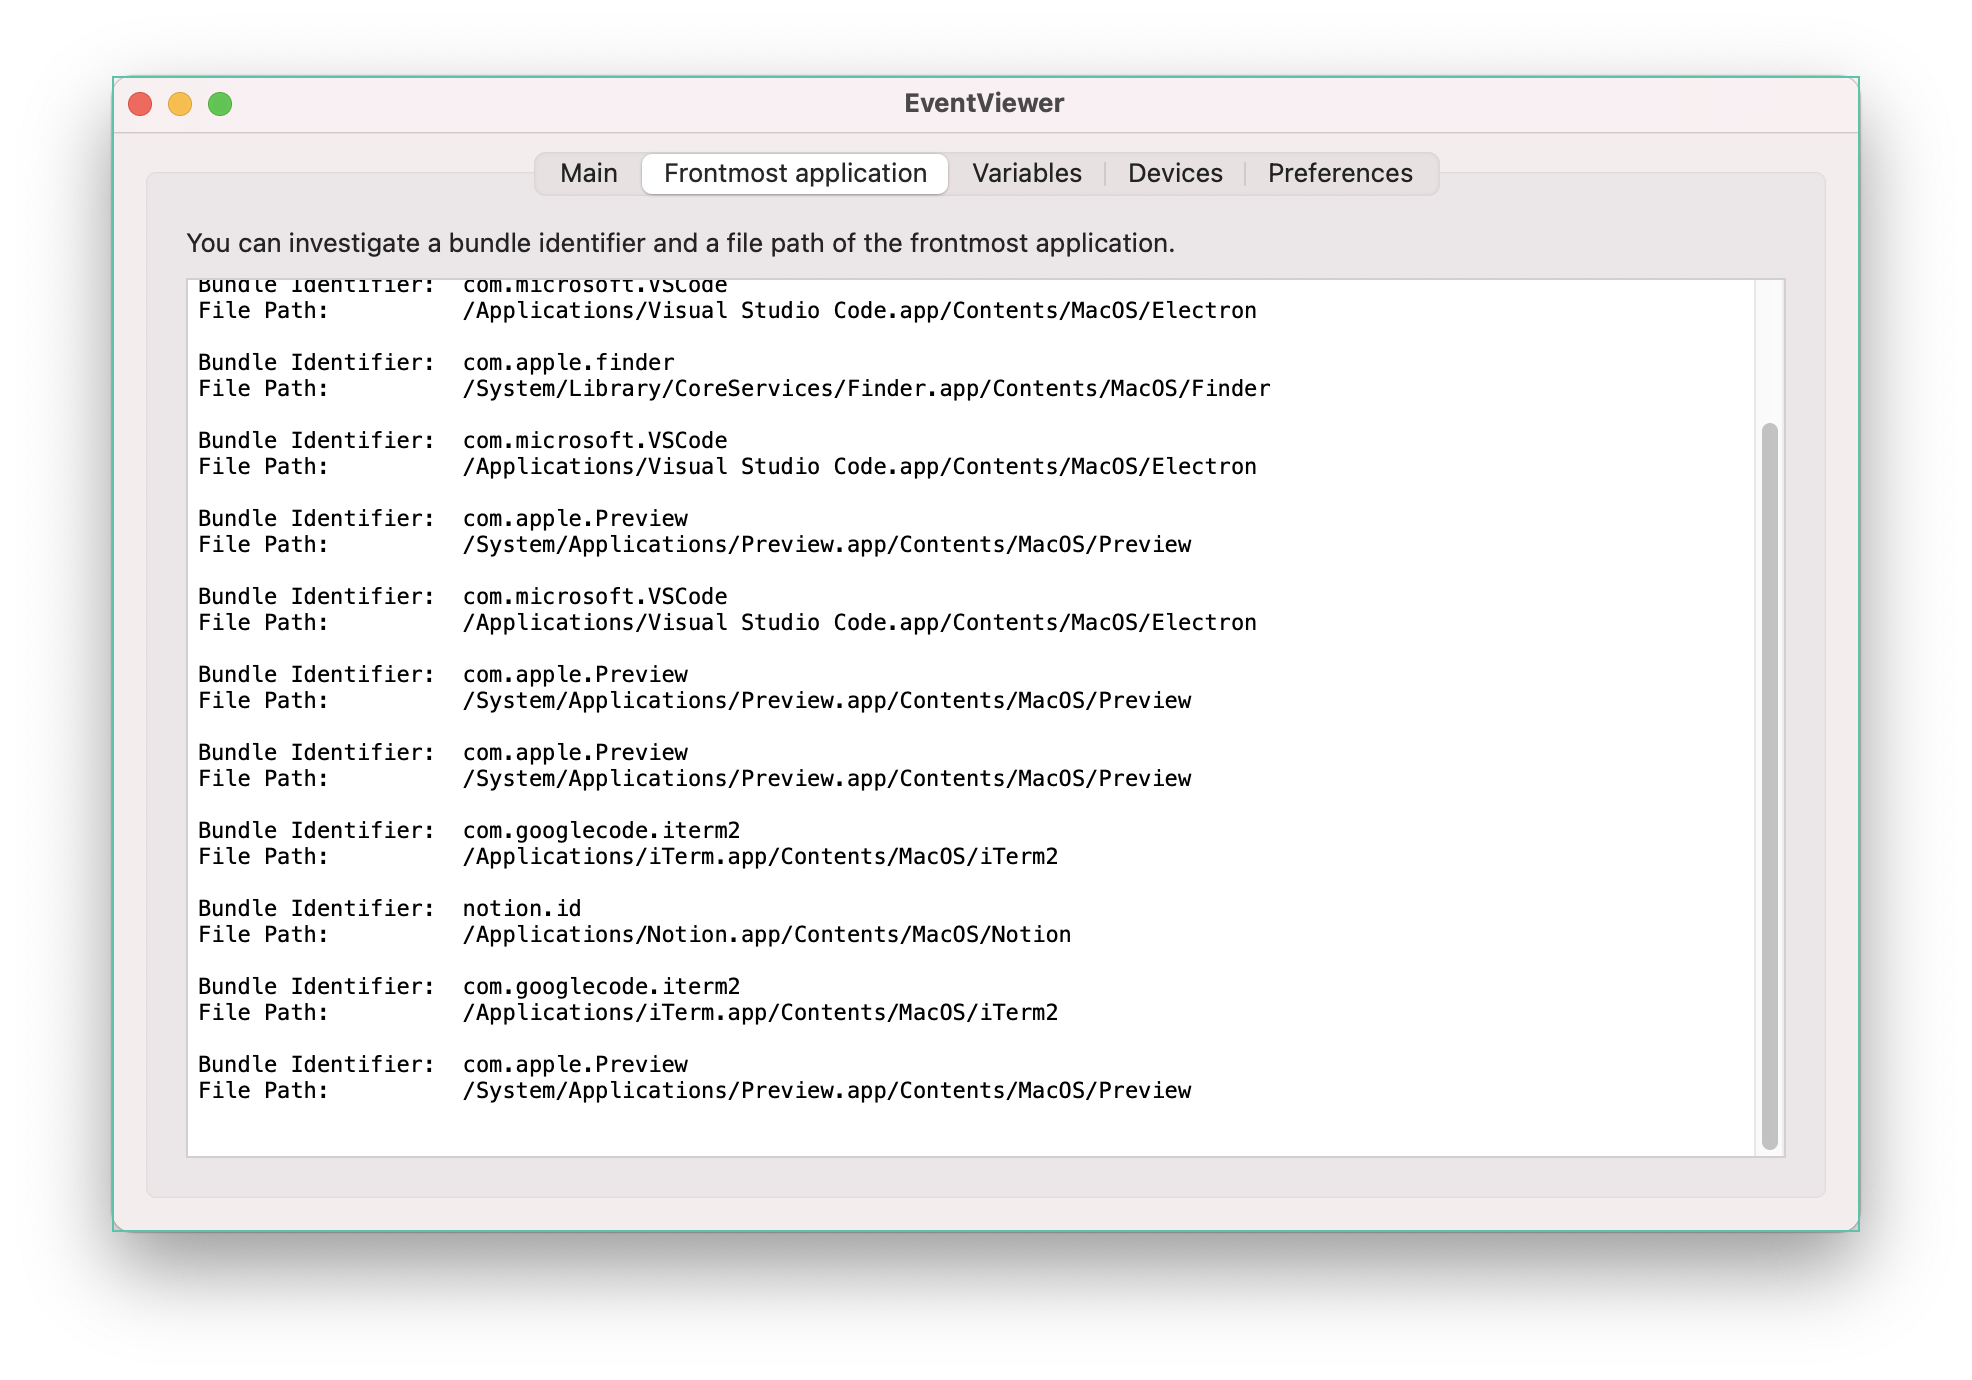 EventViewer
Main
Frontmost application
Variables
Devices
Preferences
You can investigate a bundle identifier and a file path of the frontmost application.
Bundle Identifier:  com.microsoft.VSCode
File Path:          /Applications/Visual Studio Code.app/Contents/MacOS/Electron
Bundle Identifier:  com.apple.finder
File Path:          /System/Library/CoreServices/Finder.app/Contents/MacOS/Finder
Bundle Identifier:  com.microsoft.VSCode
File Path:          /Applications/Visual Studio Code.app/Contents/MacOS/Electron
Bundle Identifier:  com.apple.Preview
File Path:          /System/Applications/Preview.app/Contents/MacOS/Preview
Bundle Identifier:  com.microsoft.VSCode
File Path:          /Applications/Visual Studio Code.app/Contents/MacOS/Electron
Bundle Identifier:  com.apple.Preview
File Path:          /System/Applications/Preview.app/Contents/MacOS/Preview
Bundle Identifier:  com.apple.Preview
File Path:          /System/Applications/Preview.app/Contents/MacOS/Preview
Bundle Identifier:  com.googlecode.iterm2
File Path:          /Applications/iTerm.app/Contents/MacOS/iTerm2
Bundle Identifier:  notion.id
File Path:          /Applications/Notion.app/Contents/MacOS/Notion
Bundle Identifier:  com.googlecode.iterm2
File Path:          /Applications/iTerm.app/Contents/MacOS/iTerm2
Bundle Identifier:  com.apple.Preview
File Path:          /System/Applications/Preview.app/Contents/MacOS/Preview